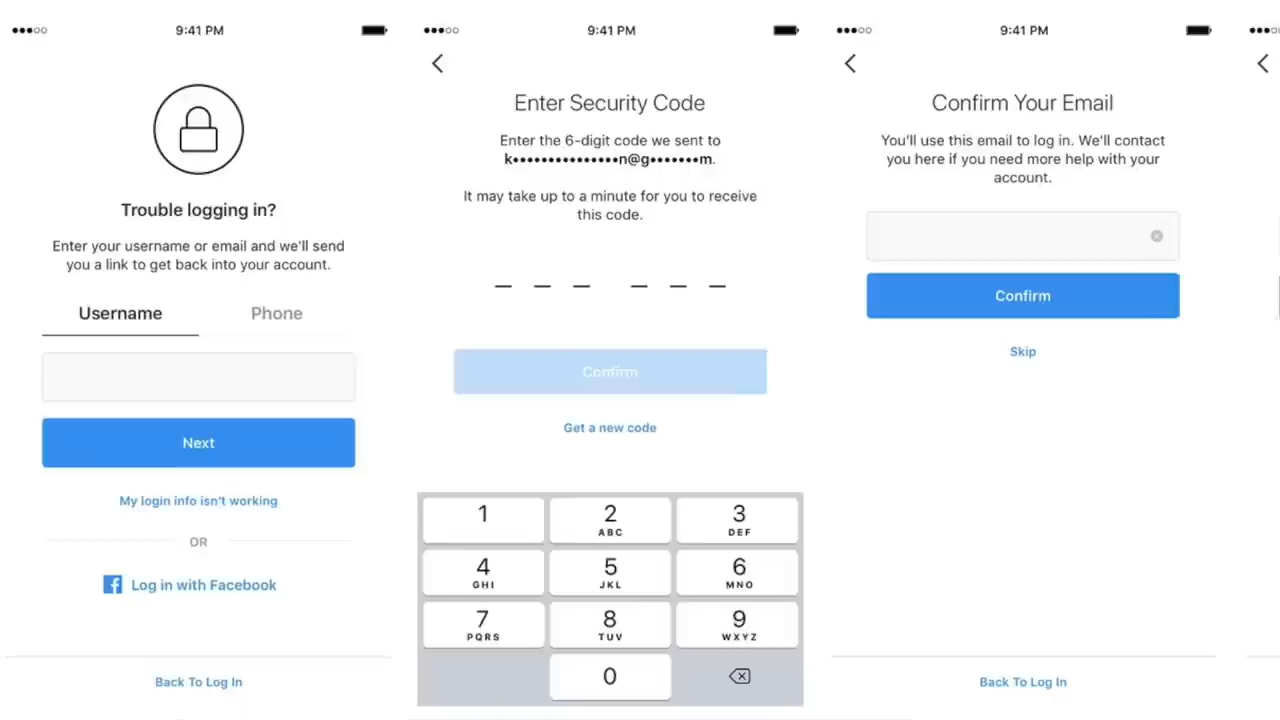 9:41 PM
Trouble logging in?
Enter your username or email and we'll send
you a link to get back into your account.
Username
Phone
Next
My login info isn't working
OR
Log in with Facebook
Back To Log In
9:41 PM
Enter Security Code
Enter the 6-digit code we sent to
k•••••••••••••••n@g•••••••m.
It may take up to a minute for you to receive
this code.
Confirm
Get a new code
1
2
ABC
3
DEF
4
GHI
5
JKL
6
MNO
7
PQRS
8
TUV
9
WXYZ
0
9:41 PM
Confirm Your Email
You'll use this email to log in. We'll contact
you here if you need more help with your
account.
Confirm
Skip
Back To Log In